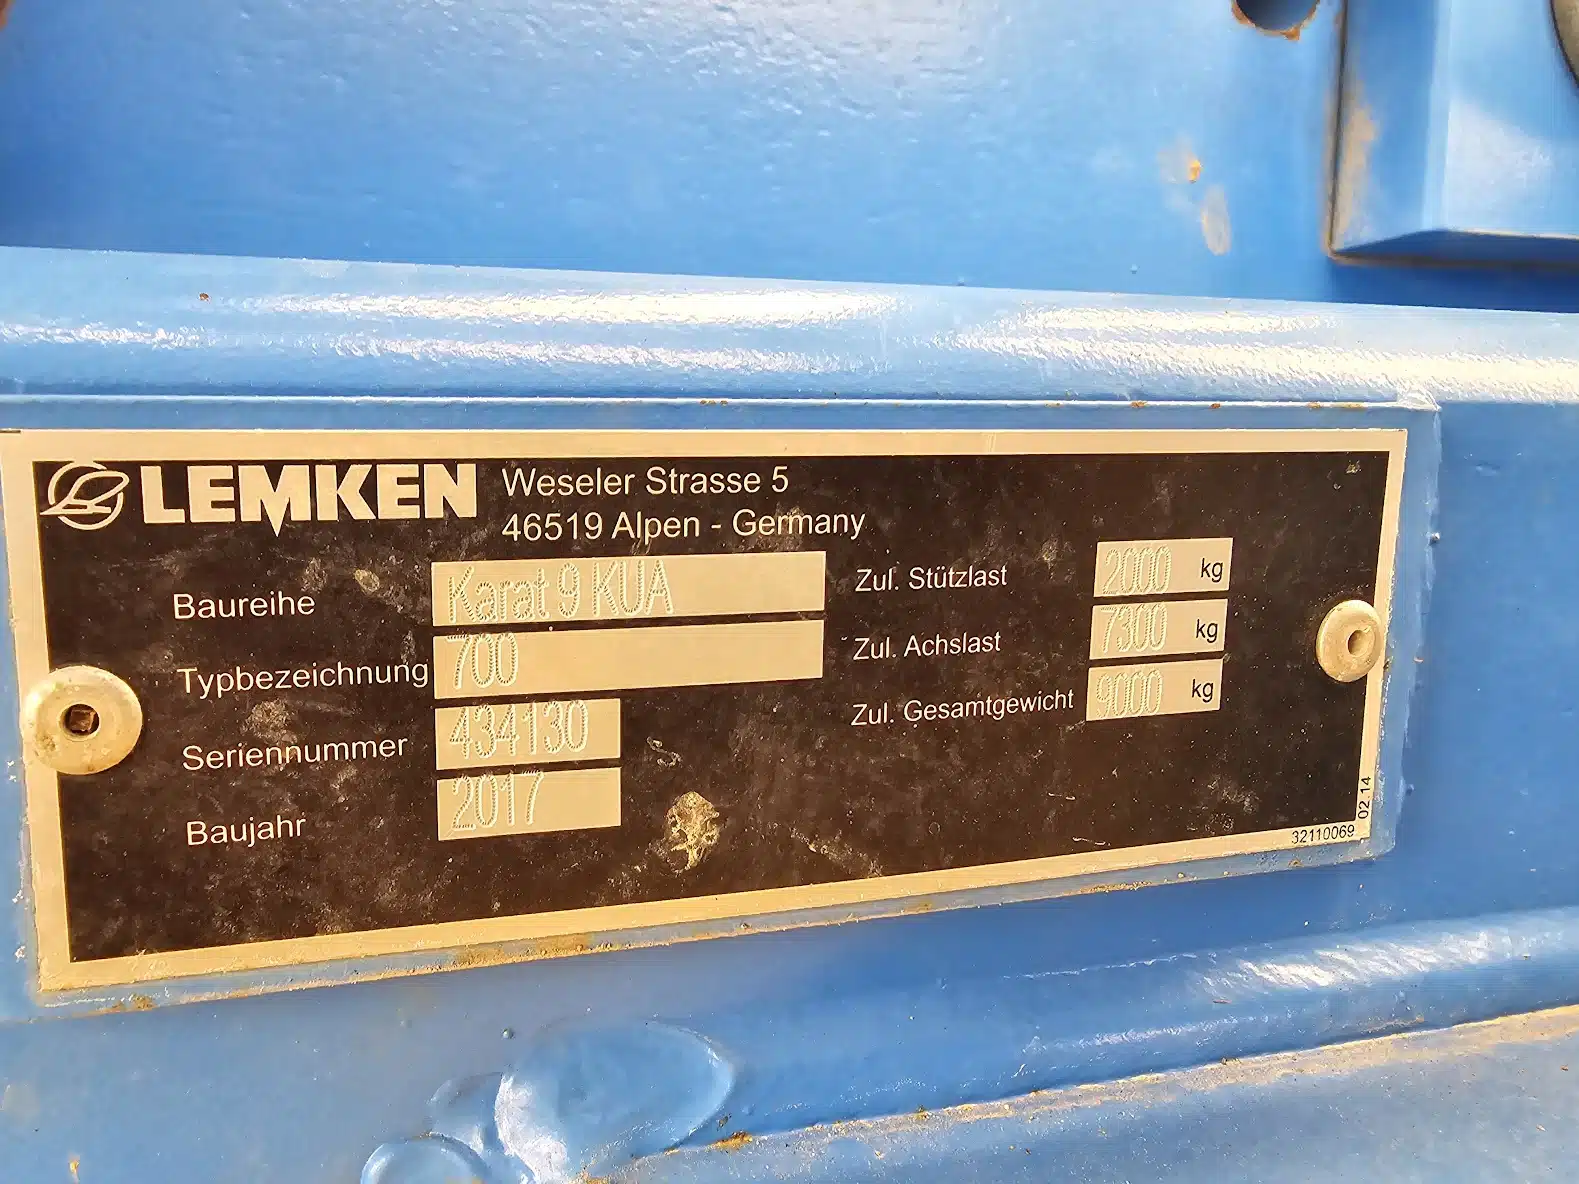 LEMKEN
Weseler Strasse 5
46519 Alpen - Germany
Baureihe Karat 9 KUA
Typbezeichnung 700
Seriennummer 434130
Baujahr 2017
Zul. Stützlast 2000 kg
Zul. Achslast 7300 kg
Zul. Gesamtgewicht 9000 kg
32110069
02.14